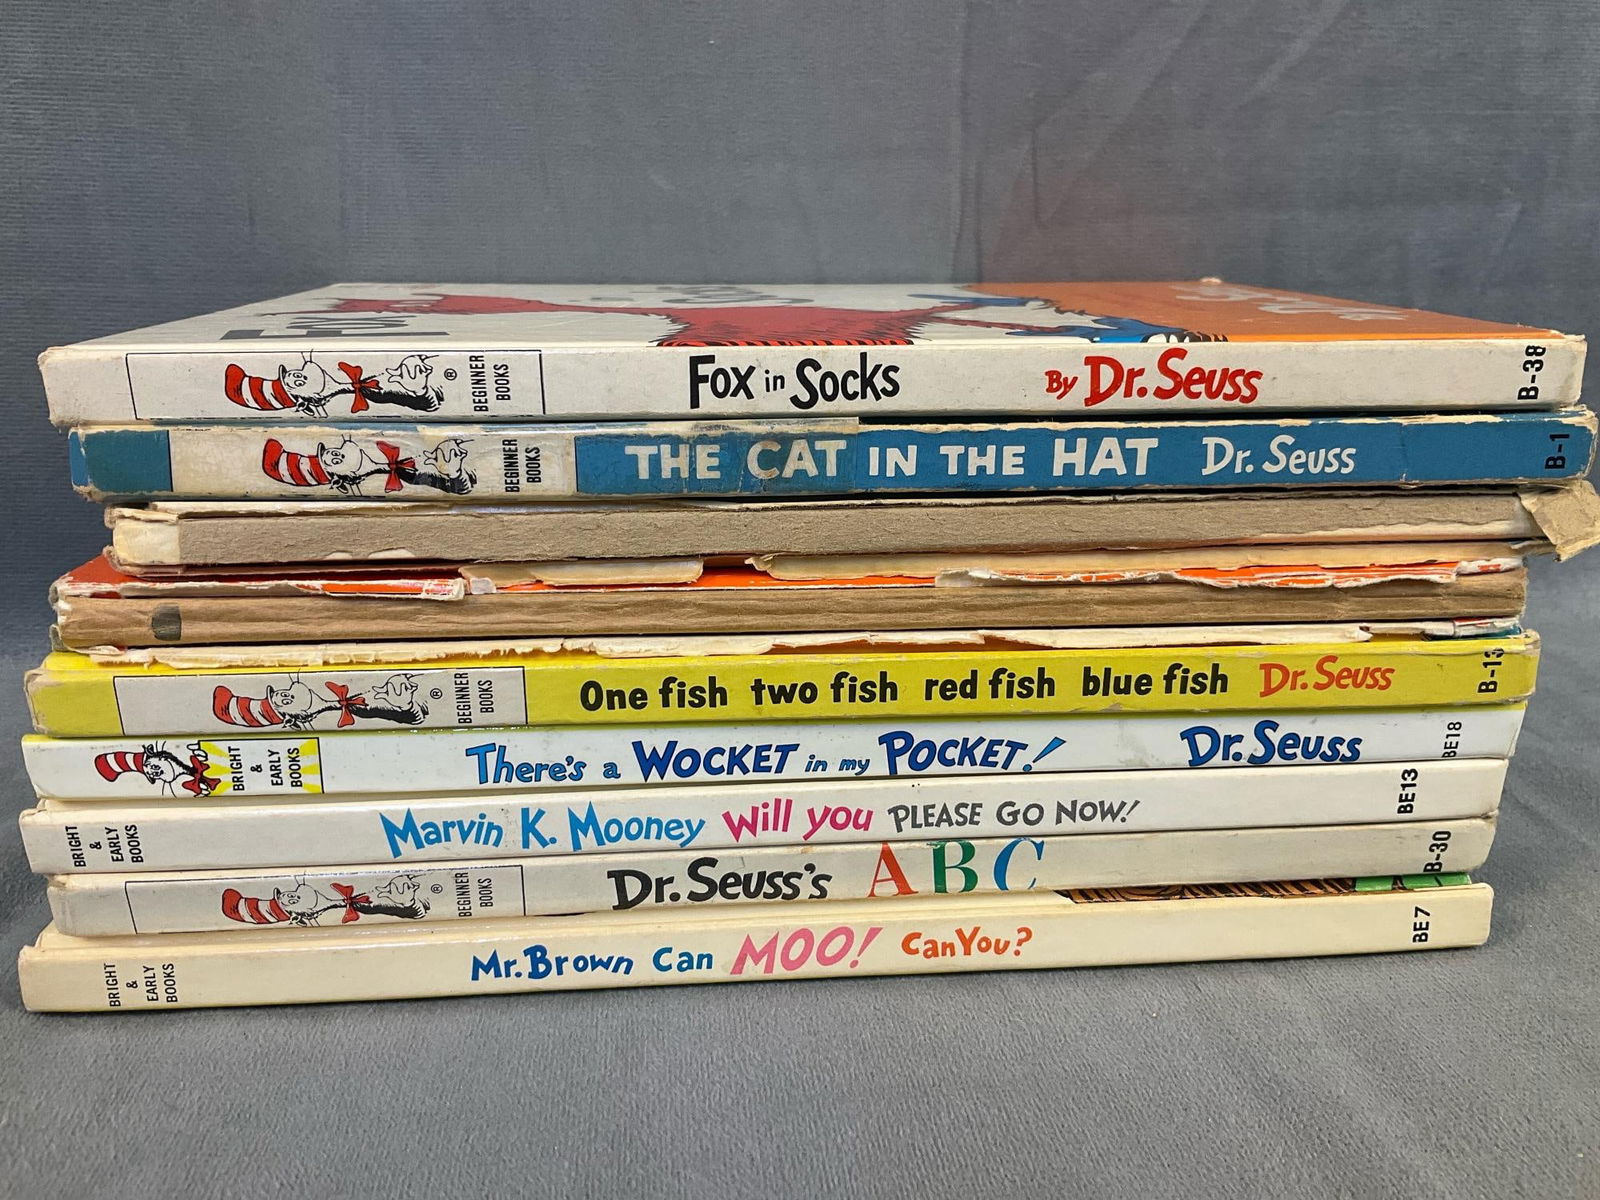 Fox
BEGINNER
BOOKS
®
Fox in Socks
By Dr. Seuss
B-38
BEGINNER
BOOKS
THE CAT IN THE HAT
Dr. Seuss
B-1
®
BEGINNER
BOOKS
One fish two fish red fish blue fish
Dr. Seuss
B-13
BRIGHT
&
EARLY
BOOKS
There's a WOCKET in my POCKET!
Dr. Seuss
BE18
BRIGHT
&
EARLY
BOOKS
Marvin K. Mooney Will you PLEASE GO NOW!
BE13
®
BEGINNER
BOOKS
Dr. Seuss's ABC
B-30
BRIGHT
&
EARLY
BOOKS
Mr. Brown Can MOO! Can You?
BE7